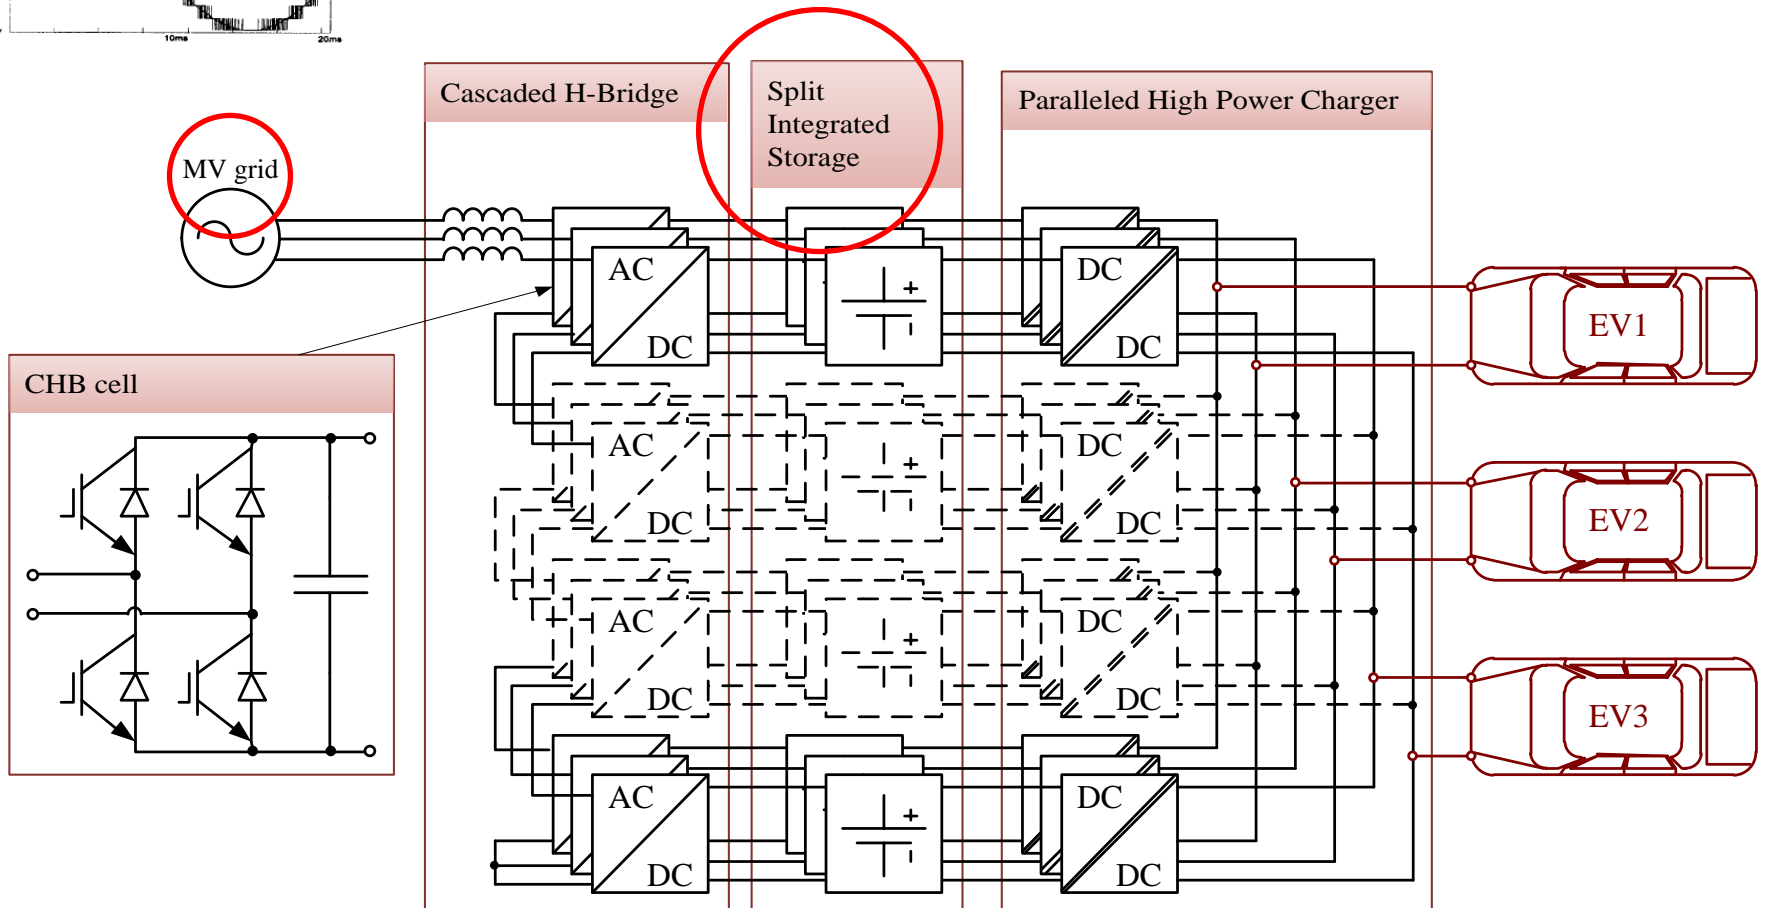 10ms
20ms
Cascaded H-Bridge
Split
Integrated
Storage
Paralleled High Power Charger
MV grid
AC
DC
+
DC
DC
EV1
CHB cell
AC
DC
+
DC
DC
EV2
AC
DC
+
DC
DC
EV3
AC
DC
+
DC
DC